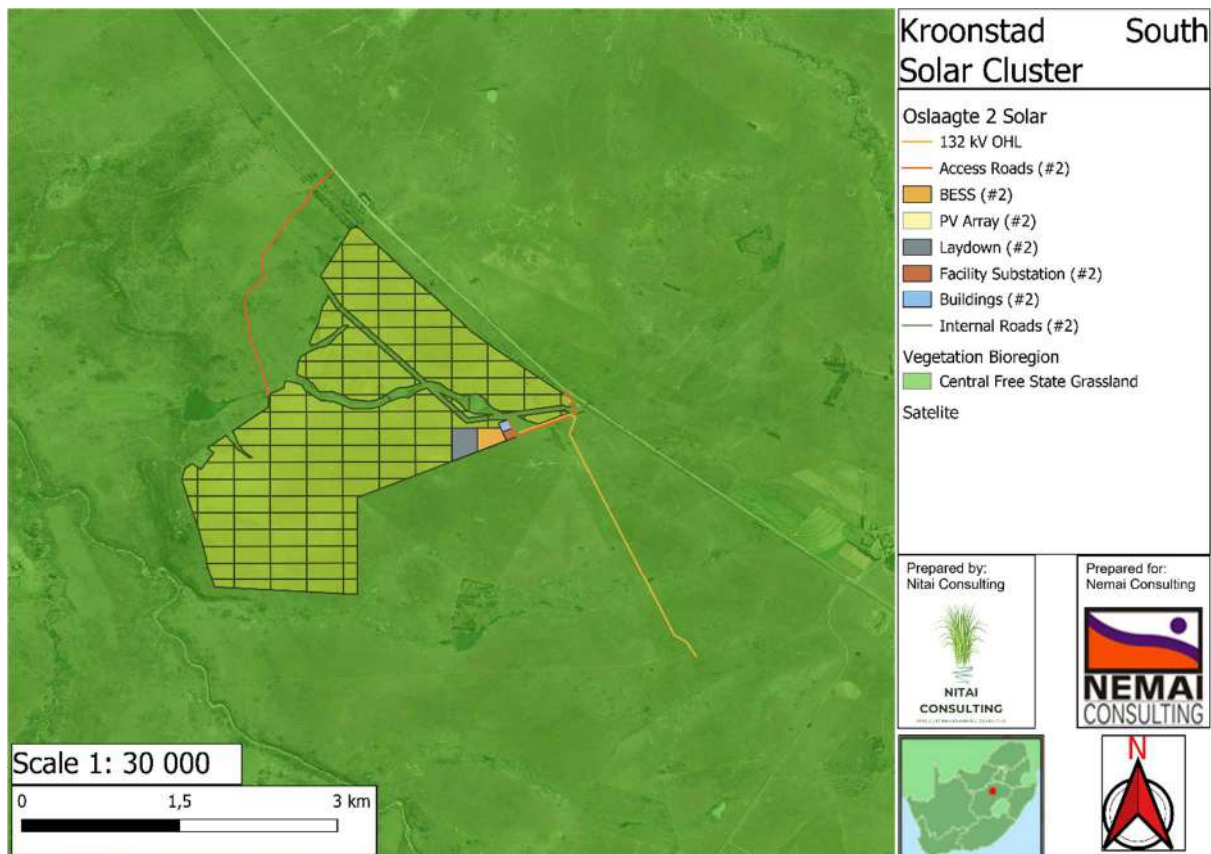 Kroonstad South
Solar Cluster
Oslaagte 2 Solar
132 kV OHL
Access Roads (#2)
BESS (#2)
PV Array (#2)
Laydown (#2)
Facility Substation (#2)
Buildings (#2)
Internal Roads (#2)
Vegetation Bioregion
Central Free State Grassland
Satelite
Prepared by:
Nitai Consulting
NITAI
CONSULTING
Prepared for:
Nemai Consulting
NEMAI
CONSULTING
N
Scale 1: 30 000
0 1,5 3 km